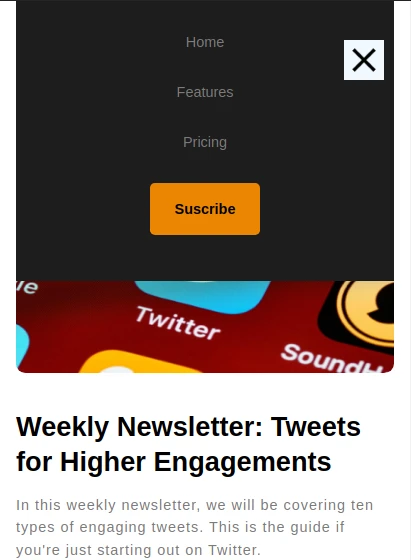 Home
Features
Pricing
Suscribe
Twitter
Weekly Newsletter: Tweets
for Higher Engagements
In this weekly newsletter, we will be covering ten
types of engaging tweets. This is the guide if
you're just starting out on Twitter.